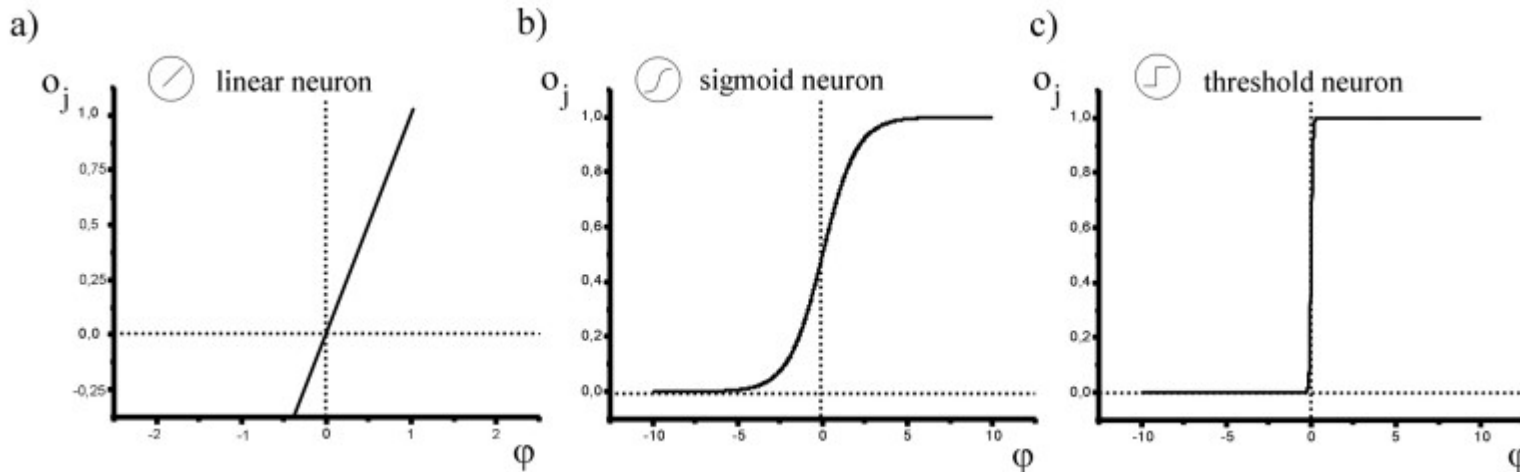 a)
linear neuron
oj
1,0
0,75
0,5
0,25
0,0
-0,25
-2
-1
0
1
2
φ
b)
sigmoid neuron
oj
1,0
0,8
0,6
0,4
0,2
0,0
-10
-5
0
5
10
φ
c)
threshold neuron
oj
1,0
0,8
0,6
0,4
0,2
0,0
-10
-5
0
5
10
φ